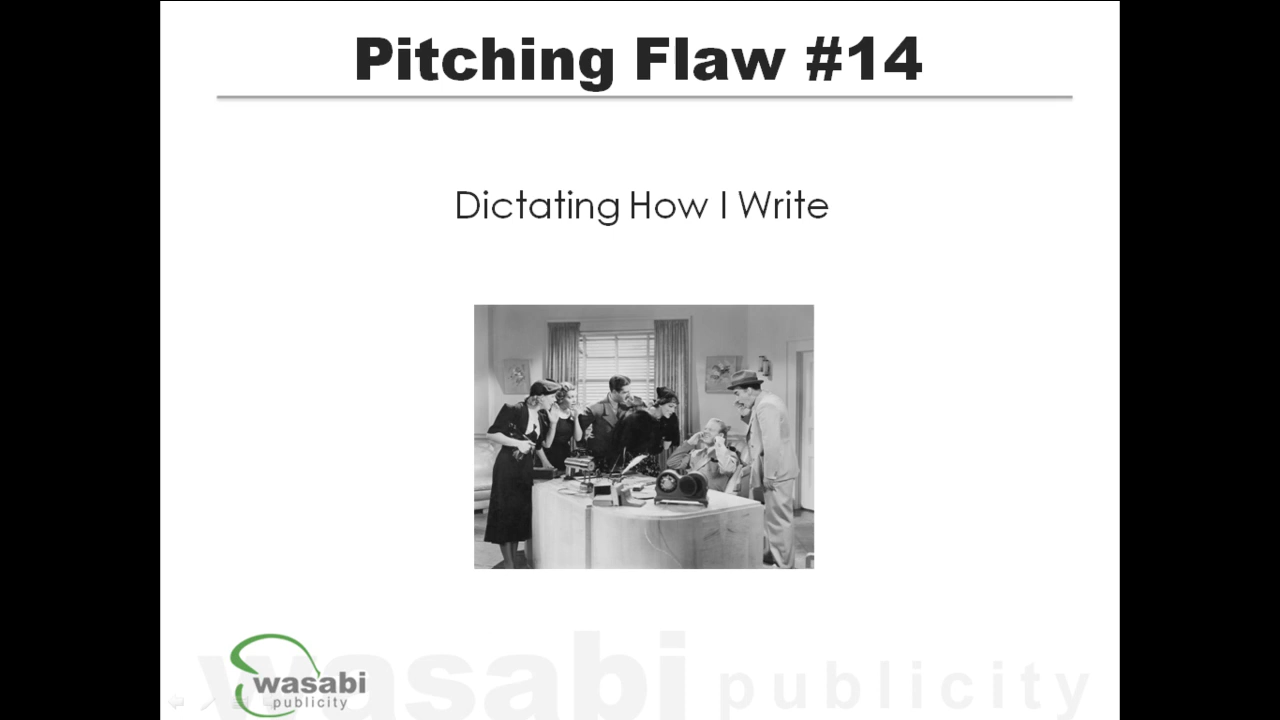 Pitching Flaw #14
Dictating How I Write
wasabi
publicity
wasabi publicity